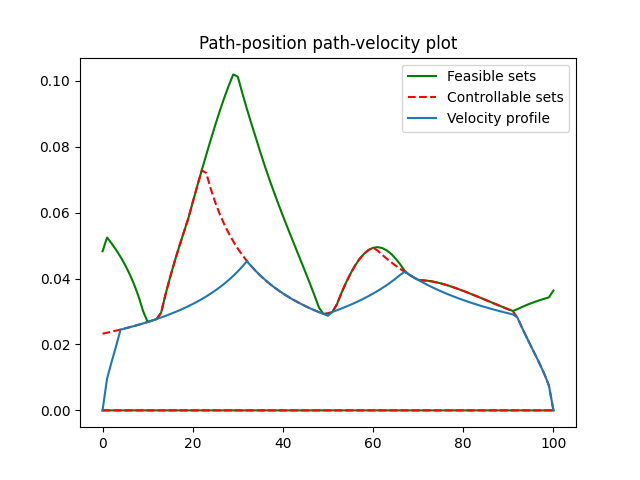 Path-position path-velocity plot
Feasible sets
Controllable sets
Velocity profile
0.10
0.08
0.06
0.04
0.02
0.00
0 20 40 60 80 100